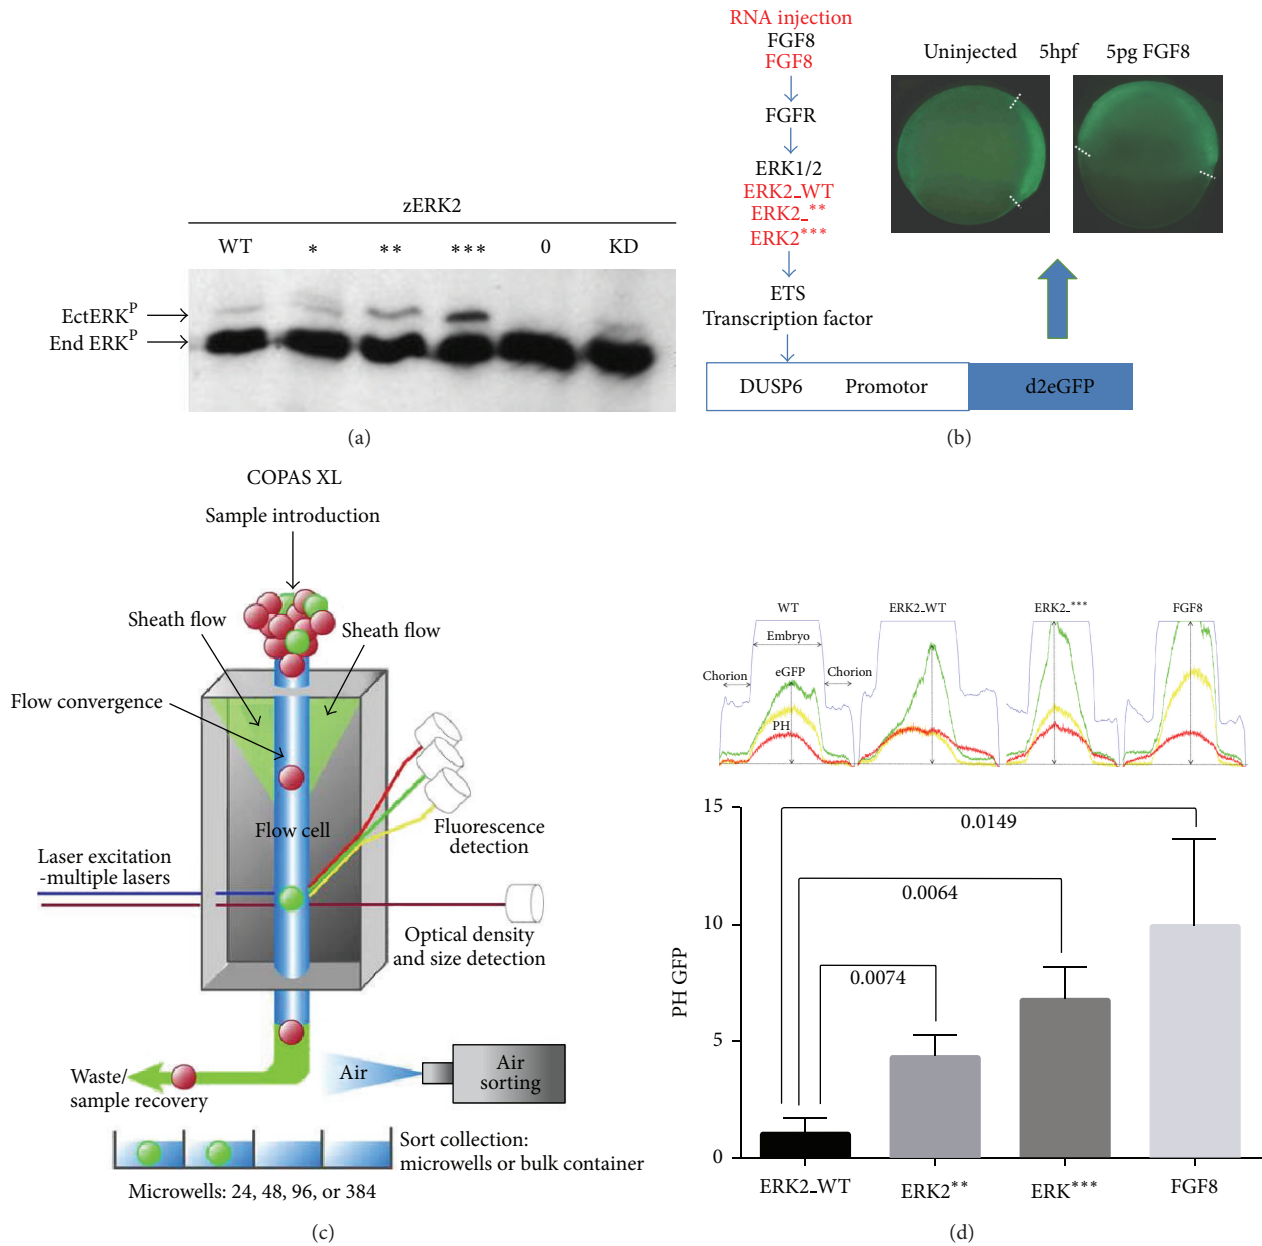 zERK2
WT * ** *** 0 KD
EctERK^P
End ERK^P
(a)
RNA injection
FGF8
FGF8
FGFR
ERK1/2
ERK2_WT
ERK2_**
ERK2***
ETS
Transcription factor
DUSP6 Promotor d2eGFP
Uninjected 5hpf 5pg FGF8
(b)
COPAS XL
Sample introduction
Sheath flow
Sheath flow
Flow convergence
Flow cell
Fluorescence
detection
Laser excitation
-multiple lasers
Optical density
and size detection
Waste/
sample recovery
Air
Air
sorting
Sort collection:
microwells or bulk container
Microwells: 24, 48, 96, or 384
(c)
WT ERK2_WT ERK2_*** FGF8
Embryo
Chorion eGFP Chorion
PH
15
10
5
0
PH GFP
0.0149
0.0064
0.0074
ERK2_WT ERK2** ERK*** FGF8
(d)